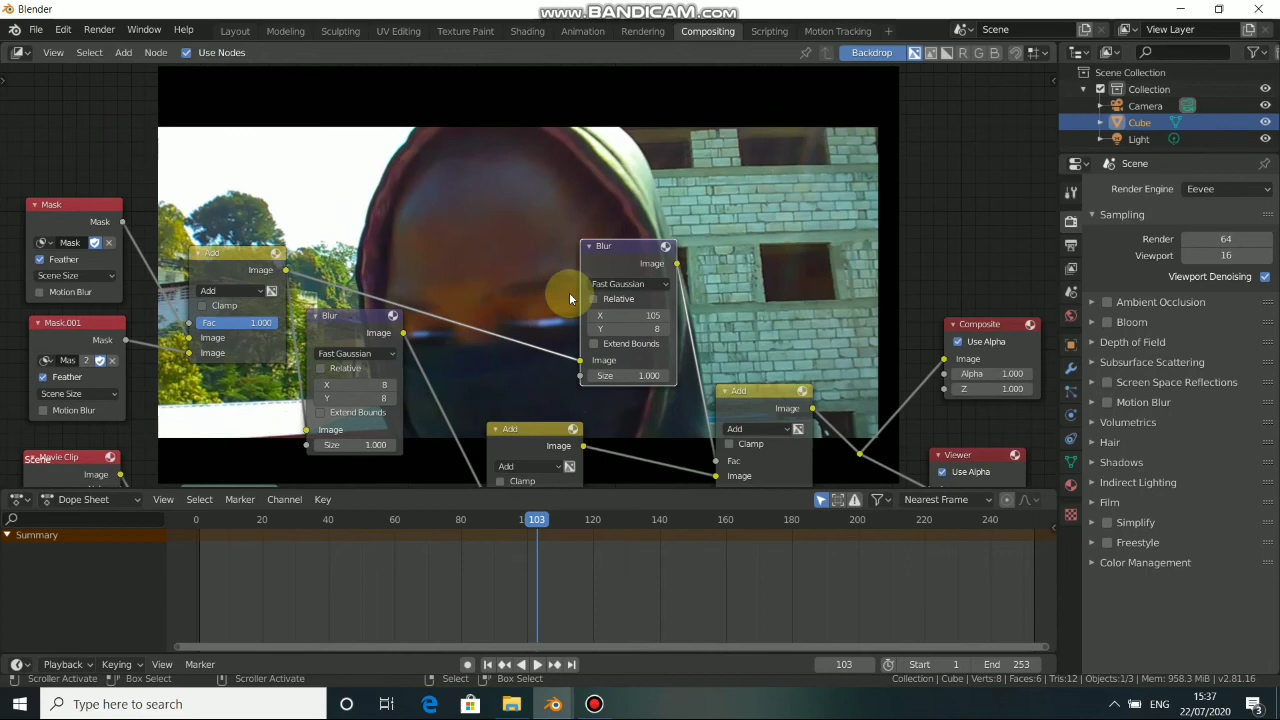 Blender
www.BANDICAM.com
File Edit Render Window Help Layout Modeling Sculpting UV Editing Texture Paint Shading Animation Rendering Compositing Scripting Motion Tracking + Scene View Layer
View Select Add Node Use Nodes Backdrop R G B
Scene Collection
Collection
Camera
Cube
Light
Scene
Render Engine Eevee
Sampling
Render 64
Viewport 16
Viewport Denoising
Ambient Occlusion
Bloom
Depth of Field
Subsurface Scattering
Screen Space Reflections
Motion Blur
Volumetrics
Hair
Shadows
Indirect Lighting
Film
Simplify
Freestyle
Color Management
Mask
Mask
Mask
Feather
Scene Size
Motion Blur
Mask.001
Mask
Mas 2
Feather
Scene Size
Motion Blur
Movie Clip
Scene
Image
Add
Image
Add
Clamp
Fac 1.000
Image
Image
Blur
Image
Fast Gaussian
Relative
X 8
Y 8
Extend Bounds
Image
Size 1.000
Blur
Image
Fast Gaussian
Relative
X 105
Y 8
Extend Bounds
Image
Size 1.000
Add
Image
Add
Clamp
Add
Image
Add
Clamp
Fac
Image
Composite
Use Alpha
Image
Alpha 1.000
Z 1.000
Viewer
Use Alpha
Dope Sheet View Select Marker Channel Key Nearest Frame
0 20 40 60 80 103 120 140 160 180 200 220 240
Summary
Playback Keying View Marker 103 Start 1 End 253
Scroller Activate Box Select Scroller Activate Select Box Select Collection | Cube | Verts:8 | Faces:6 | Tris:12 | Objects:1/3 | Mem: 958.3 MiB | v2.81.16
Type here to search
ENG
15:37
22/07/2020
3